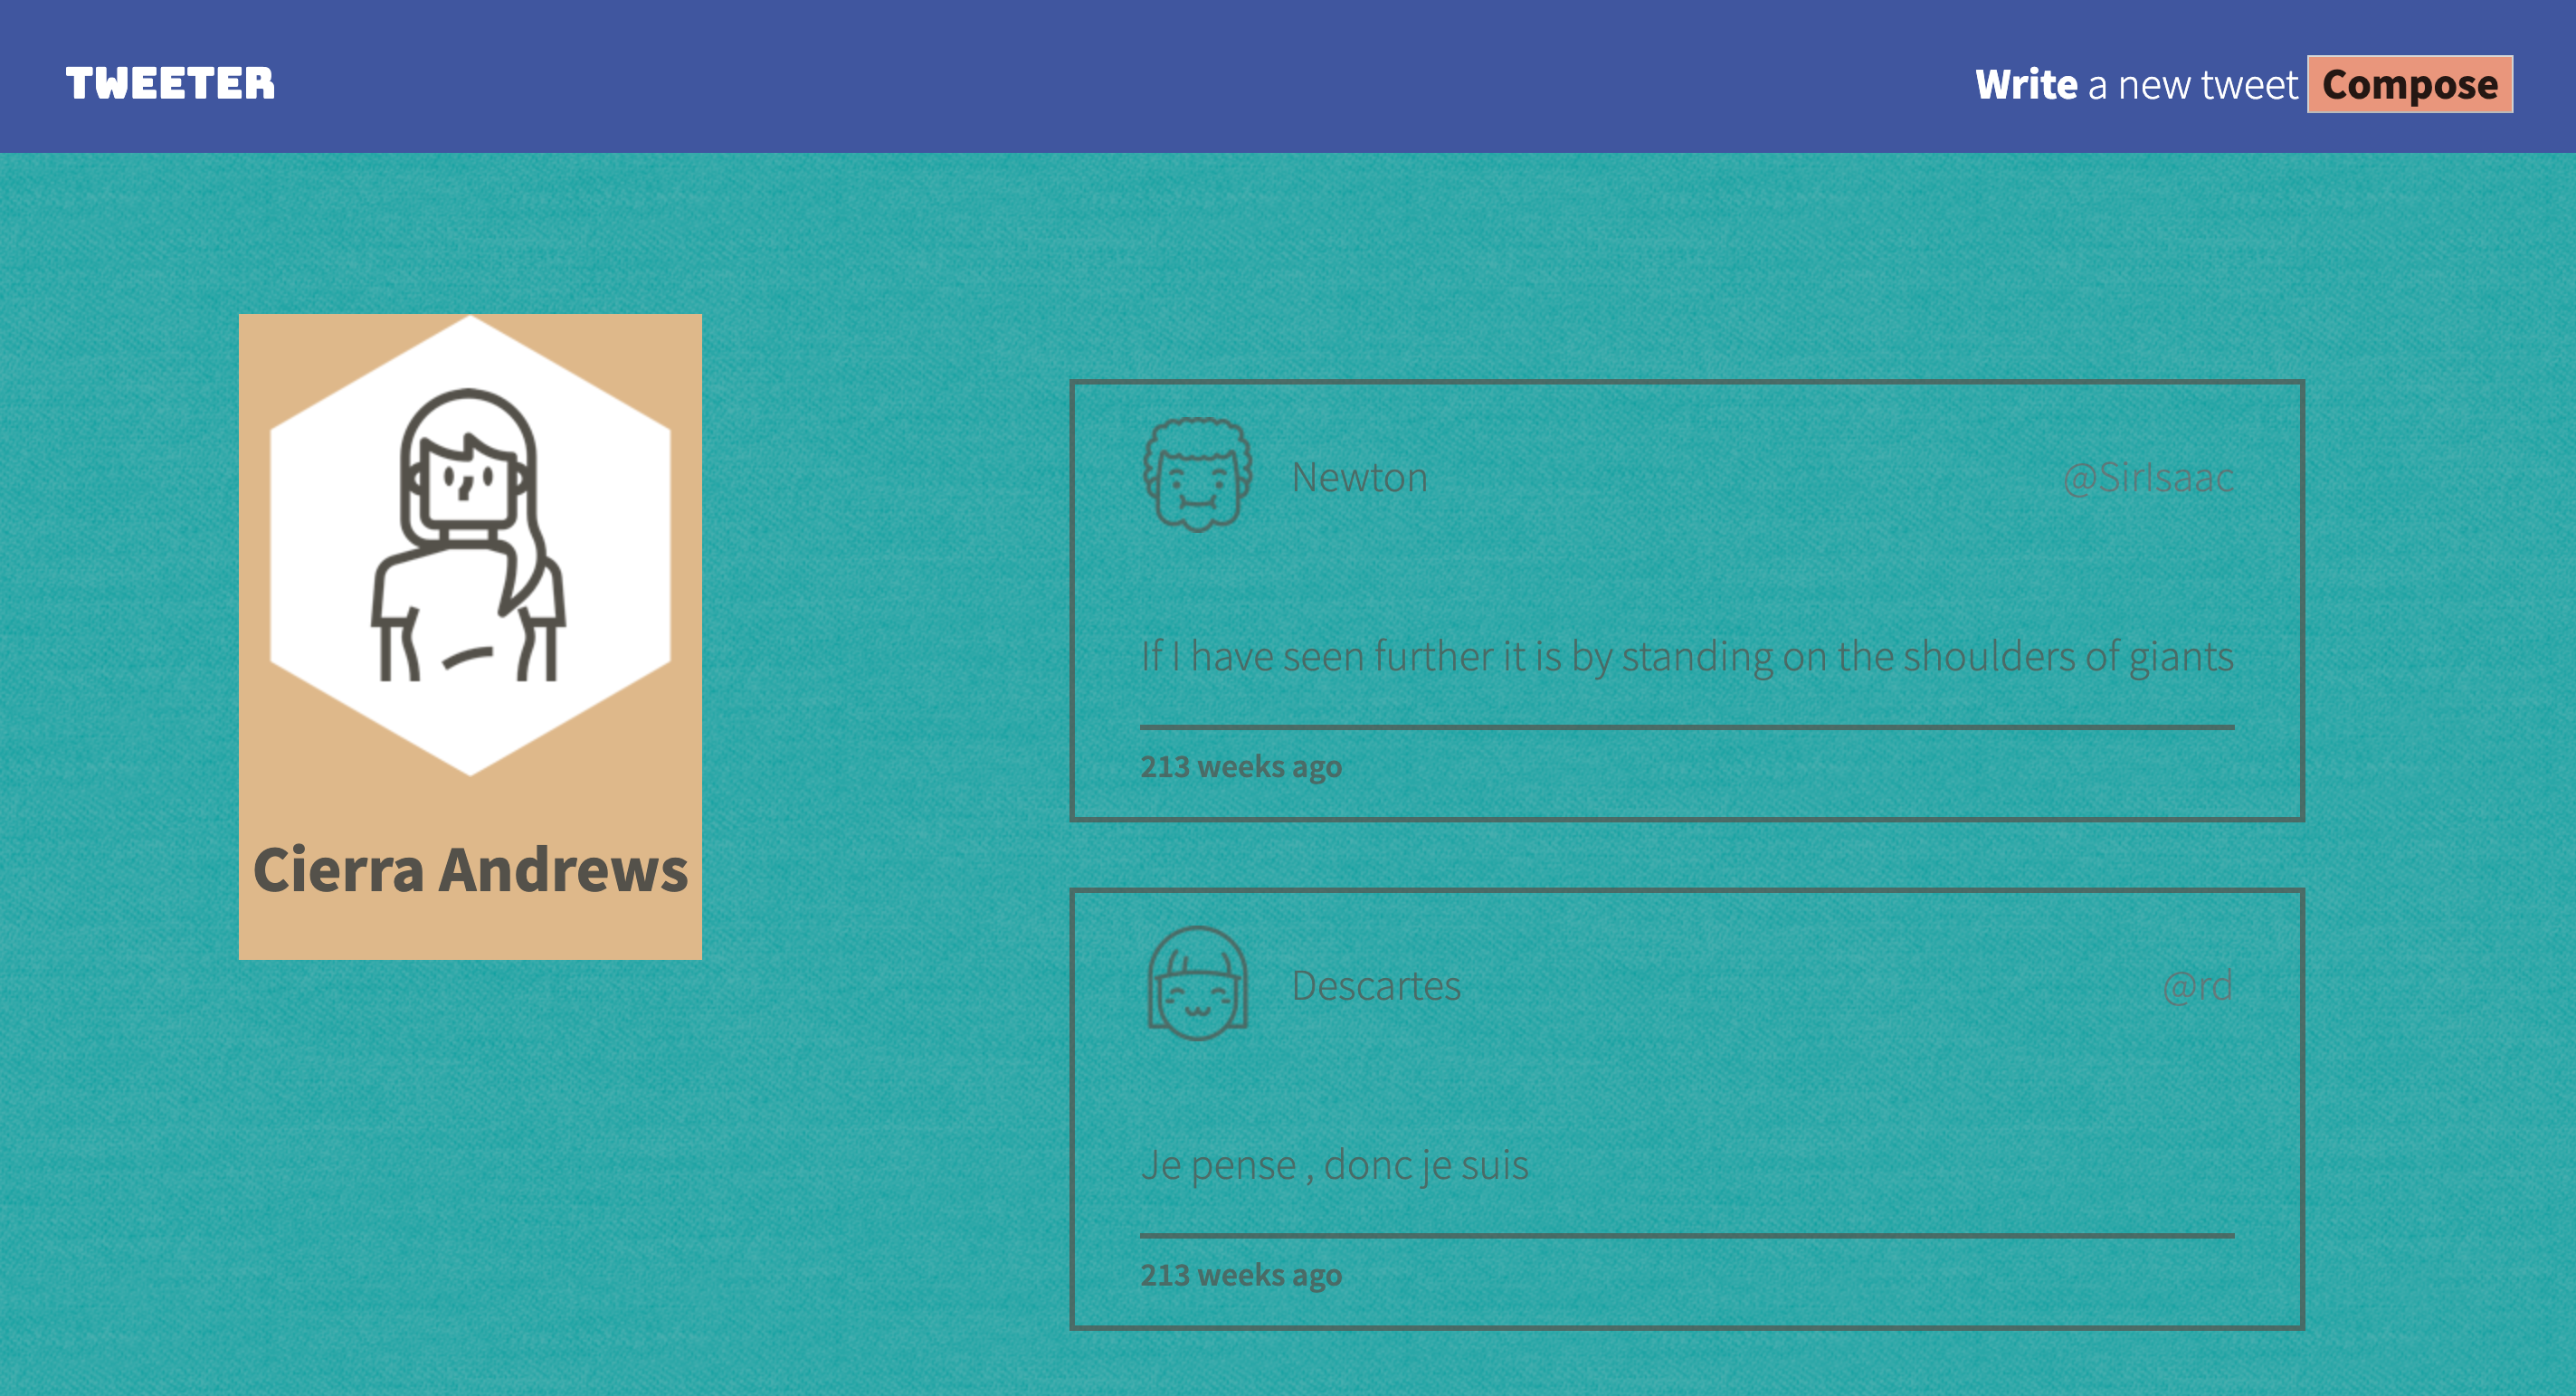 TWEETER
Write a new tweet Compose
Cierra Andrews
Newton @SirIsaac
If I have seen further it is by standing on the shoulders of giants
213 weeks ago
Descartes @rd
Je pense , donc je suis
213 weeks ago